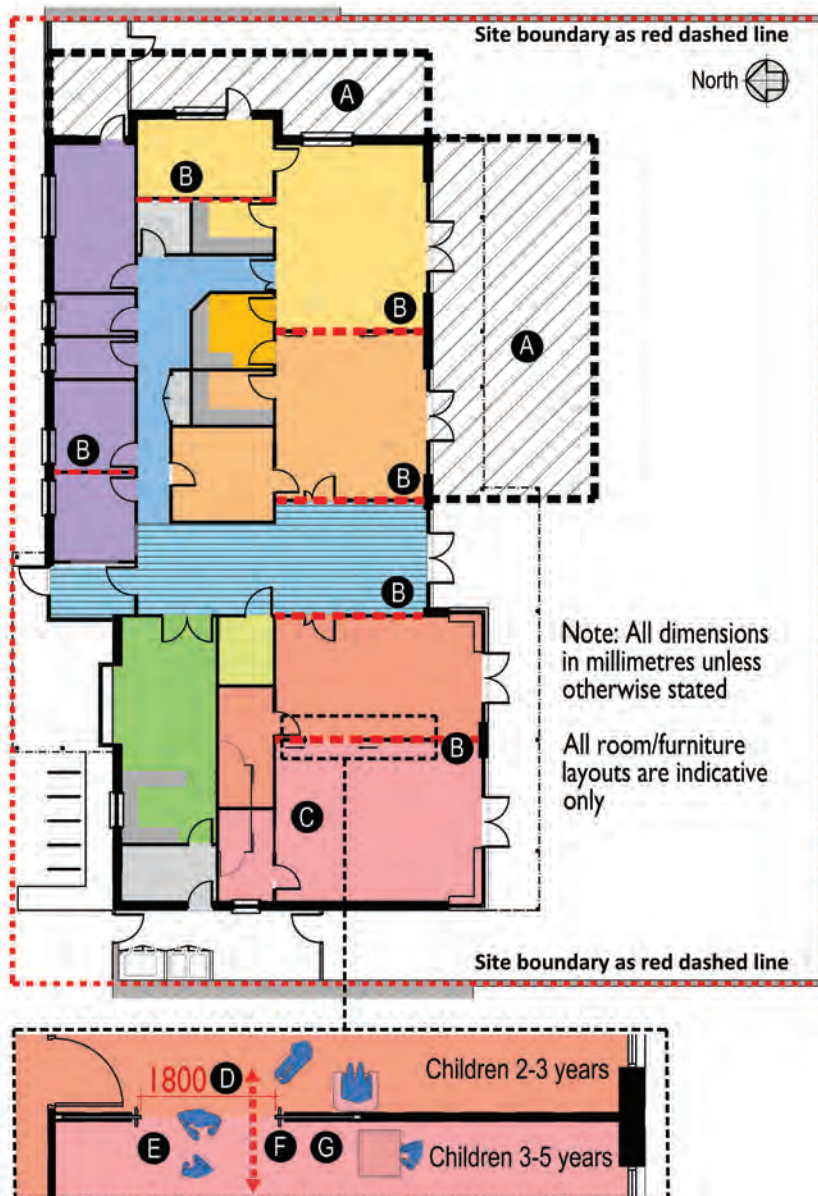 Site boundary as red dashed line
North
A
B
A
B
B
B
B
Note: All dimensions
in millimetres unless
otherwise stated
B
All room/furniture
layouts are indicative
only
C
Site boundary as red dashed line
1800 D
Children 2-3 years
E
F
G
Children 3-5 years